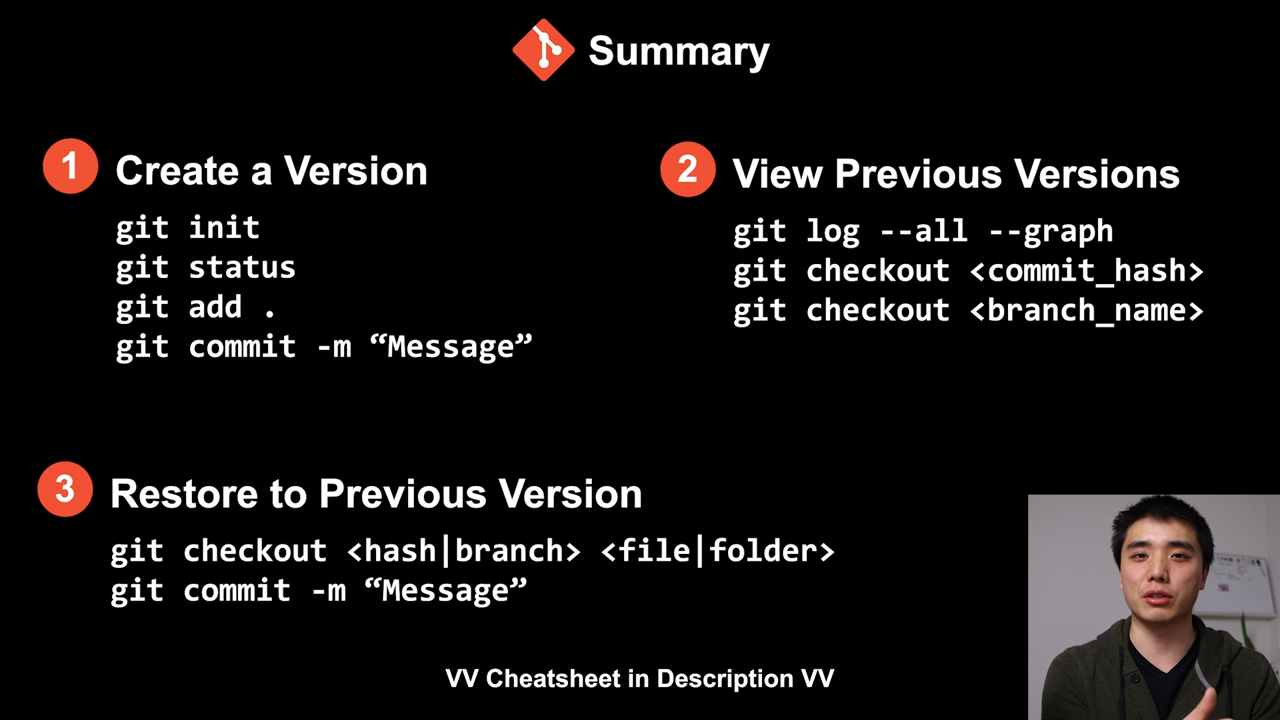 Summary
1 Create a Version
git init
git status
git add .
git commit -m “Message”
2 View Previous Versions
git log --all --graph
git checkout <commit_hash>
git checkout <branch_name>
3 Restore to Previous Version
git checkout <hash|branch> <file|folder>
git commit -m “Message”
VV Cheatsheet in Description VV